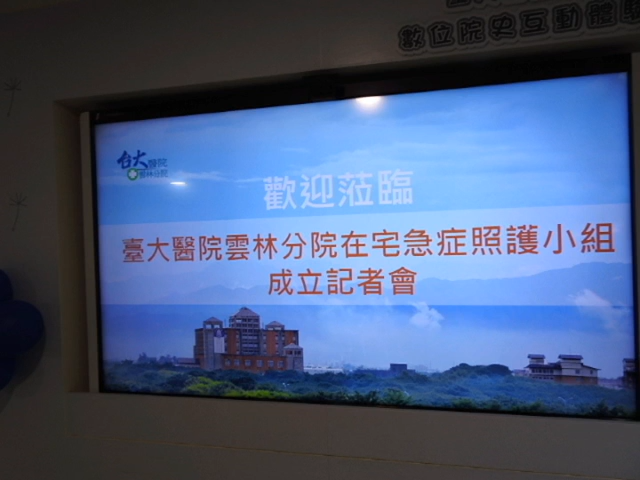 數位院史互動體驗
台大醫院
雲林分院
歡迎蒞臨
臺大醫院雲林分院在宅急症照護小組
成立記者會